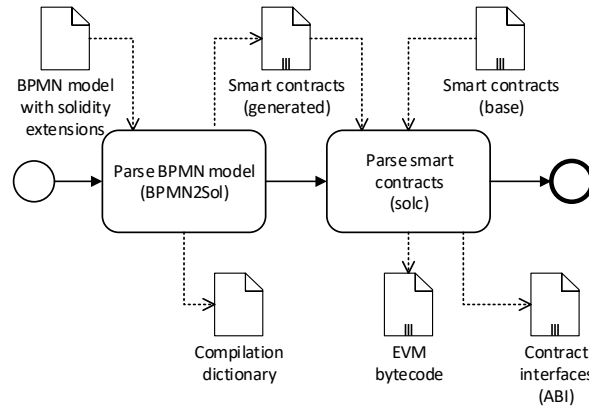 BPMN model
with solidity
extensions
Smart contracts
(generated)
Smart contracts
(base)
Parse BPMN model
(BPMN2Sol)
Parse smart
contracts
(solc)
Compilation
dictionary
EVM
bytecode
Contract
interfaces
(ABI)